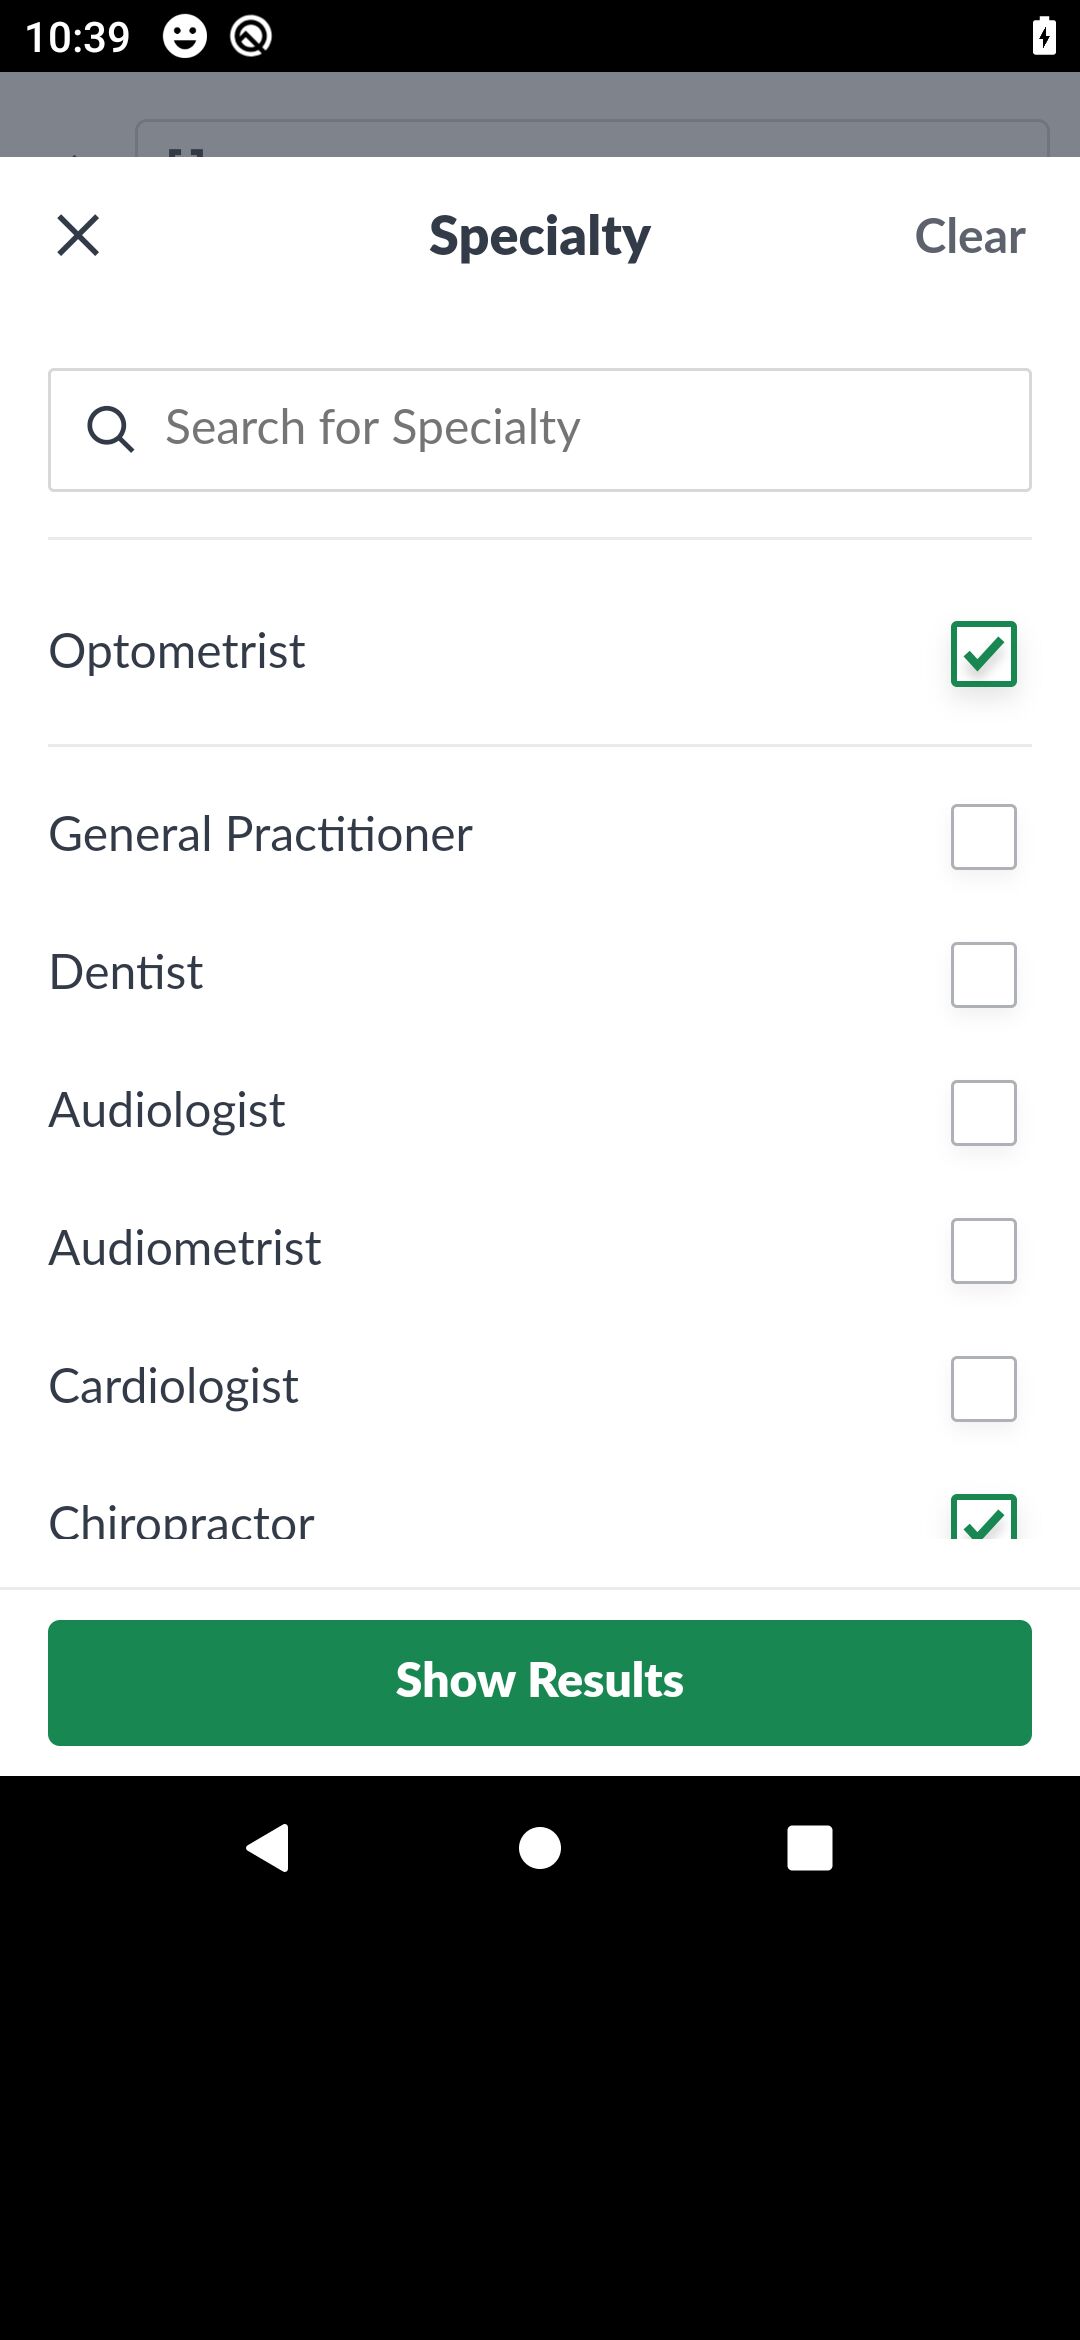 10:39
Specialty
Clear
Search for Specialty
Optometrist
General Practitioner
Dentist
Audiologist
Audiometrist
Cardiologist
Chiropractor
Show Results